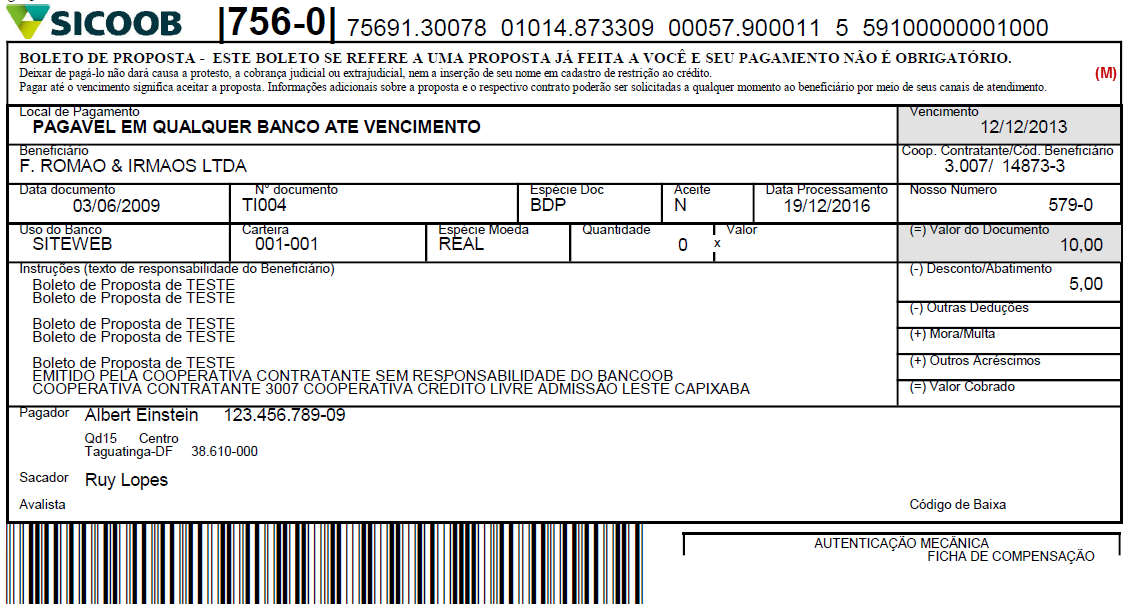 SICOOB |756-0| 75691.30078 01014.873309 00057.900011 5 59100000001000
BOLETO DE PROPOSTA - ESTE BOLETO SE REFERE A UMA PROPOSTA JÁ FEITA A VOCÊ E SEU PAGAMENTO NÃO É OBRIGATÓRIO.
Deixar de pagá-lo não dará causa a protesto, a cobrança judicial ou extrajudicial, nem a inserção de seu nome em cadastro de restrição ao crédito.
(M)
Pagar até o vencimento significa aceitar a proposta. Informações adicionais sobre a proposta e o respectivo contrato poderão ser solicitadas a qualquer momento ao beneficiário por meio de seus canais de atendimento.
Local de Pagamento Vencimento
PAGAVEL EM QUALQUER BANCO ATE VENCIMENTO 12/12/2013
Beneficiário Coop. Contratante/Cód. Beneficiário
F. ROMAO & IRMAOS LTDA 3.007/ 14873-3
Data documento N° documento Espécie Doc Aceite Data Processamento Nosso Número
03/06/2009 TI004 BDP N 19/12/2016 579-0
Uso do Banco Carteira Espécie Moeda Quantidade Valor (=) Valor do Documento
SITEWEB 001-001 REAL 0 x 10,00
Instruções (texto de responsabilidade do Beneficiário) (-) Desconto/Abatimento
Boleto de Proposta de TESTE 5,00
Boleto de Proposta de TESTE
(-) Outras Deduções
Boleto de Proposta de TESTE
Boleto de Proposta de TESTE (+) Mora/Multa
Boleto de Proposta de TESTE (+) Outros Acréscimos
EMITIDO PELA COOPERATIVA CONTRATANTE SEM RESPONSABILIDADE DO BANCOOB
COOPERATIVA CONTRATANTE 3007 COOPERATIVA CREDITO LIVRE ADMISSÃO LESTE CAPIXABA (=) Valor Cobrado
Pagador Albert Einstein 123.456.789-09
Qd15 Centro
Taguatinga-DF 38.610-000
Sacador Ruy Lopes
Avalista Código de Baixa
AUTENTICAÇÃO MECÂNICA
FICHA DE COMPENSAÇÃO